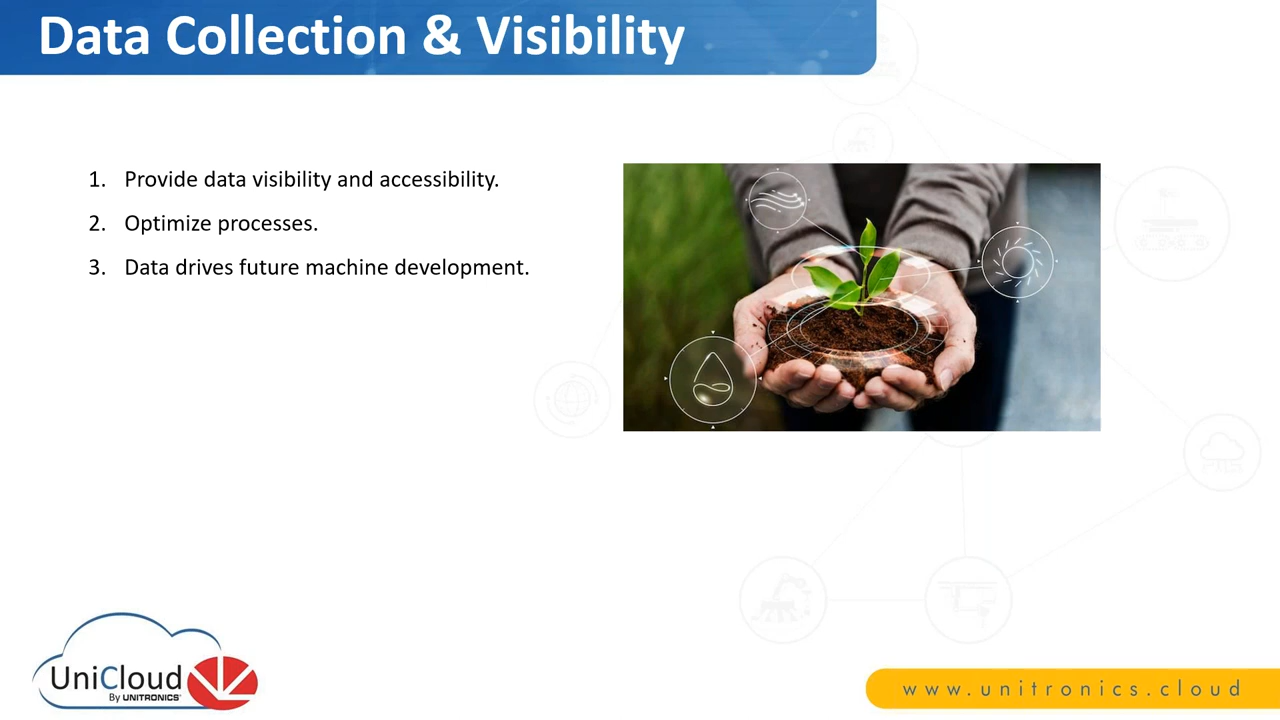 Data Collection & Visibility
1. Provide data visibility and accessibility.
2. Optimize processes.
3. Data drives future machine development.
UniCloud
By UNITRONICS®
www.unitronics.cloud